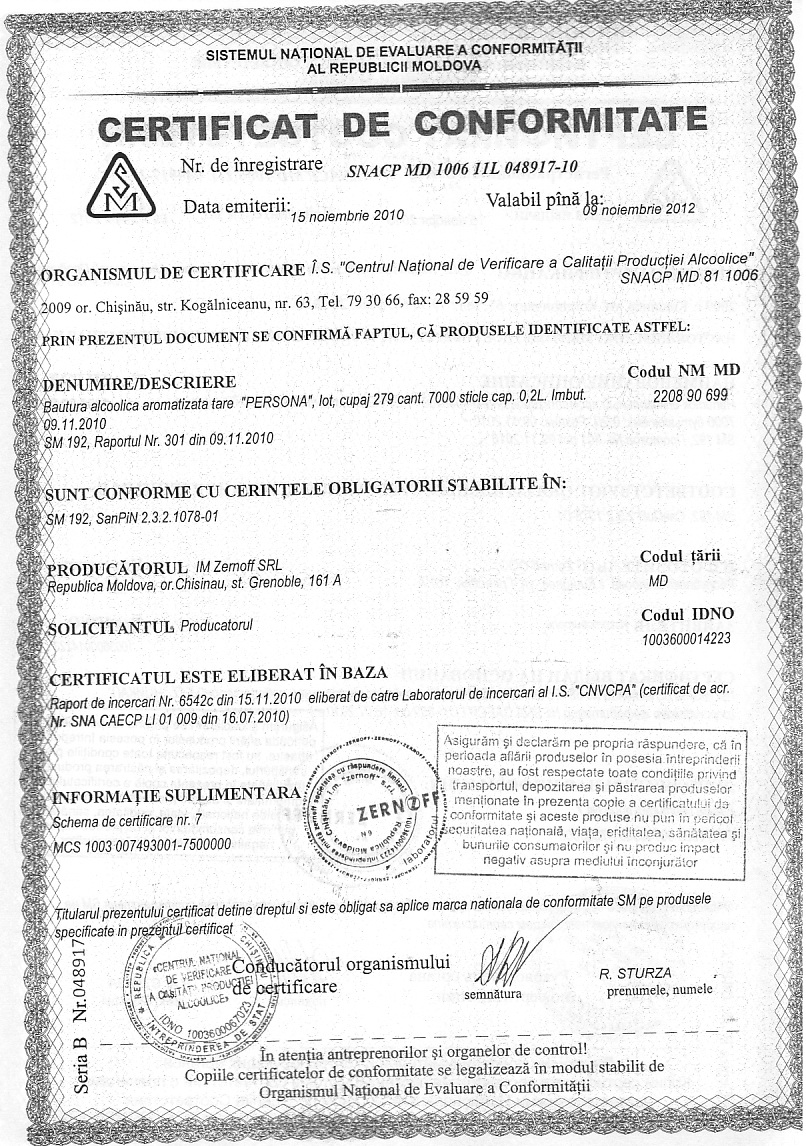 SISTEMUL NAȚIONAL DE EVALUARE A CONFORMITĂȚII
AL REPUBLICII MOLDOVA
CERTIFICAT DE CONFORMITATE
SM
Nr. de înregistrare SNACP MD 1006 11L 048917-10
Data emiterii: 15 noiembrie 2010 Valabil pînă la: 09 noiembrie 2012
ORGANISMUL DE CERTIFICARE Î.S. "Centrul Național de Verificare a Calitații Producției Alcoolice"
SNACP MD 81 1006
2009 or. Chișinău, str. Kogălniceanu, nr. 63, Tel. 79 30 66, fax: 28 59 59
PRIN PREZENTUL DOCUMENT SE CONFIRMĂ FAPTUL, CĂ PRODUSELE IDENTIFICATE ASTFEL:
DENUMIRE/DESCRIERE Codul NM MD
Bautura alcoolica aromatizata tare "PERSONA", lot, cupaj 279 cant. 7000 sticle cap. 0,2L. Imbut. 2208 90 699
09.11.2010
SM 192, Raportul Nr. 301 din 09.11.2010
SUNT CONFORME CU CERINȚELE OBLIGATORII STABILITE ÎN:
SM 192, SanPiN 2.3.2.1078-01
PRODUCĂTORUL IM Zernoff SRL Codul țării
Republica Moldova, or.Chisinau, st. Grenoble, 161 A MD
SOLICITANTUL Producatorul Codul IDNO
1003600014223
CERTIFICATUL ESTE ELIBERAT ÎN BAZA
Raport de incercari Nr. 6542c din 15.11.2010 eliberat de catre Laboratorul de incercari al I.S. "CNVCPA" (certificat de acr.
Nr. SNA CAECP LI 01 009 din 16.07.2010)
INFORMAȚIE SUPLIMENTARA
Schema de certificare nr. 7
MCS 1003 007493001-7500000
ZERNOFF
laboratorul
Asigurăm și declarăm pe propria răspundere, că în
perioada aflării produselor în posesia întreprinderii
noastre, au fost respectate toate condițiile privind
transportul, depozitarea și păstrarea produselor
menționate în prezenta copie a certificatului da
conformitate și aceste produse nu pun în pericol
securitatea națională, viața, eriditatea, sănătatea și
bunurile consumatorilor și nu produc impact
negativ asupra mediului înconjurător
Titularul prezentului certificat detine dreptul si este obligat sa aplice marca nationala de conformitate SM pe produsele
specificate in prezentul certificat
REPUBLICA CHIȘINĂU
«CENTRUL NAȚIONAL
DE VERIFICARE
A CALITĂȚII PRODUCȚIEI
ALCOOLICE»
IDNO 1003600067023
ÎNTREPRINDEREA DE STAT
Conducătorul organismului
de certificare
semnătura
R. STURZA
prenumele, numele
Seria B Nr.048917
În atenția antreprenorilor și organelor de control!
Copiile certificatelor de conformitate se legalizează în modul stabilit de
Organismul Național de Evaluare a Conformității